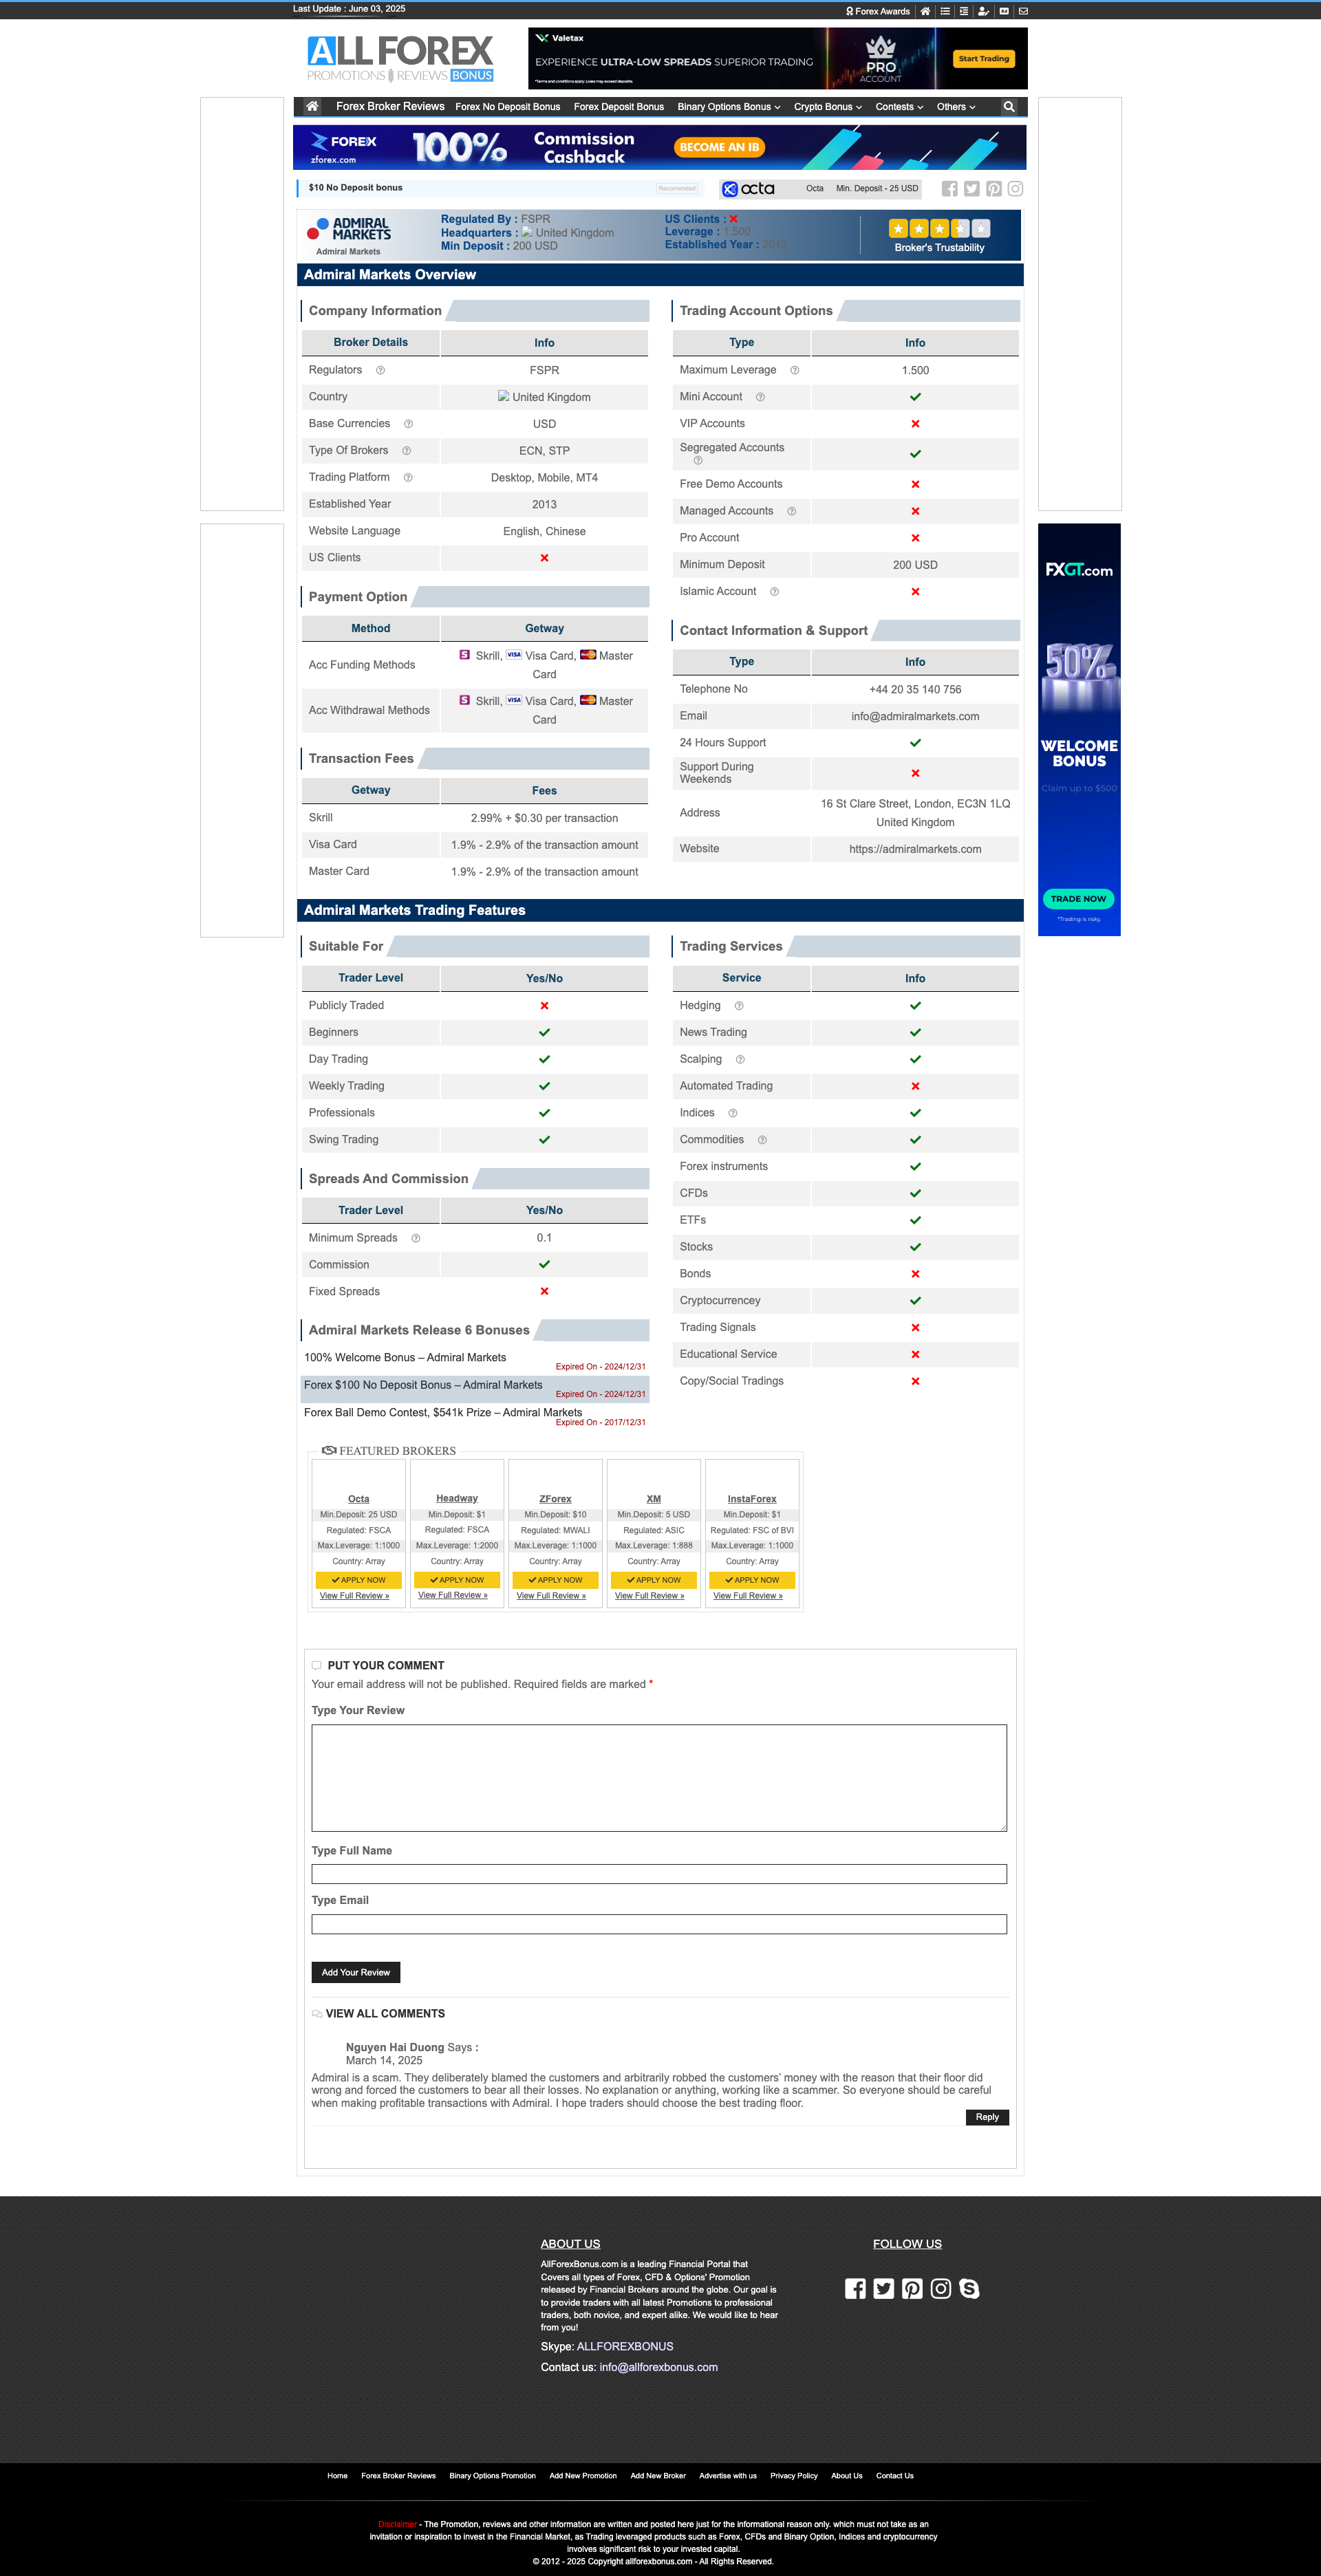 Last Update : June 03, 2025
Forex Awards
ALLFOREX
PROMOTIONS | REVIEWS BONUS
Valetax
EXPERIENCE ULTRA-LOW SPREADS SUPERIOR TRADING
*Terms and conditions apply. Losses may exceed deposits.
PRO
ACCOUNT
Start Trading
Forex Broker Reviews Forex No Deposit Bonus Forex Deposit Bonus Binary Options Bonus Crypto Bonus Contests Others
ZFOREX
zforex.com
100%
Commission
Cashback
BECOME AN IB
$10 No Deposit bonus
Recomended
octa
Octa Min. Deposit - 25 USD
ADMIRAL
MARKETS
Admiral Markets
Regulated By : FSPR
Headquarters : United Kingdom
Min Deposit : 200 USD
US Clients :
Leverage : 1.500
Established Year : 2013
Broker's Trustability
Admiral Markets Overview
Company Information
Broker Details Info
Regulators FSPR
Country United Kingdom
Base Currencies USD
Type Of Brokers ECN, STP
Trading Platform Desktop, Mobile, MT4
Established Year 2013
Website Language English, Chinese
US Clients
Payment Option
Method Getway
Acc Funding Methods Skrill, VISA Visa Card, Master
Card
Acc Withdrawal Methods Skrill, VISA Visa Card, Master
Card
Transaction Fees
Getway Fees
Skrill 2.99% + $0.30 per transaction
Visa Card 1.9% - 2.9% of the transaction amount
Master Card 1.9% - 2.9% of the transaction amount
Trading Account Options
Type Info
Maximum Leverage 1.500
Mini Account
VIP Accounts
Segregated Accounts
Free Demo Accounts
Managed Accounts
Pro Account
Minimum Deposit 200 USD
Islamic Account
Contact Information & Support
Type Info
Telephone No +44 20 35 140 756
Email info@admiralmarkets.com
24 Hours Support
Support During
Weekends
Address 16 St Clare Street, London, EC3N 1LQ
United Kingdom
Website https://admiralmarkets.com
FXGT.com
50%
WELCOME
BONUS
Claim up to $500
TRADE NOW
*Trading is risky.
Admiral Markets Trading Features
Suitable For
Trader Level Yes/No
Publicly Traded
Beginners
Day Trading
Weekly Trading
Professionals
Swing Trading
Spreads And Commission
Trader Level Yes/No
Minimum Spreads 0.1
Commission
Fixed Spreads
Admiral Markets Release 6 Bonuses
100% Welcome Bonus – Admiral Markets
Expired On - 2024/12/31
Forex $100 No Deposit Bonus – Admiral Markets
Expired On - 2024/12/31
Forex Ball Demo Contest, $541k Prize – Admiral Markets
Expired On - 2017/12/31
Trading Services
Service Info
Hedging
News Trading
Scalping
Automated Trading
Indices
Commodities
Forex instruments
CFDs
ETFs
Stocks
Bonds
Cryptocurrencey
Trading Signals
Educational Service
Copy/Social Tradings
FEATURED BROKERS
Octa
Min.Deposit: 25 USD
Regulated: FSCA
Max.Leverage: 1:1000
Country: Array
APPLY NOW
View Full Review »
Headway
Min.Deposit: $1
Regulated: FSCA
Max.Leverage: 1:2000
Country: Array
APPLY NOW
View Full Review »
ZForex
Min.Deposit: $10
Regulated: MWALI
Max.Leverage: 1:1000
Country: Array
APPLY NOW
View Full Review »
XM
Min.Deposit: 5 USD
Regulated: ASIC
Max.Leverage: 1:888
Country: Array
APPLY NOW
View Full Review »
InstaForex
Min.Deposit: $1
Regulated: FSC of BVI
Max.Leverage: 1:1000
Country: Array
APPLY NOW
View Full Review »
PUT YOUR COMMENT
Your email address will not be published. Required fields are marked *
Type Your Review
Type Full Name
Type Email
Add Your Review
VIEW ALL COMMENTS
Nguyen Hai Duong Says :
March 14, 2025
Admiral is a scam. They deliberately blamed the customers and arbitrarily robbed the customers’ money with the reason that their floor did
wrong and forced the customers to bear all their losses. No explanation or anything, working like a scammer. So everyone should be careful
when making profitable transactions with Admiral. I hope traders should choose the best trading floor.
Reply
ABOUT US
AllForexBonus.com is a leading Financial Portal that
Covers all types of Forex, CFD & Options' Promotion
released by Financial Brokers around the globe. Our goal is
to provide traders with all latest Promotions to professional
traders, both novice, and expert alike. We would like to hear
from you!
Skype: ALLFOREXBONUS
Contact us: info@allforexbonus.com
FOLLOW US
Home Forex Broker Reviews Binary Options Promotion Add New Promotion Add New Broker Advertise with us Privacy Policy About Us Contact Us
Disclaimer - The Promotion, reviews and other information are written and posted here just for the informational reason only. which must not take as an
invitation or inspiration to invest in the Financial Market, as Trading leveraged products such as Forex, CFDs and Binary Option, Indices and cryptocurrency
involves significant risk to your invested capital.
© 2012 - 2025 Copyright allforexbonus.com - All Rights Reserved.